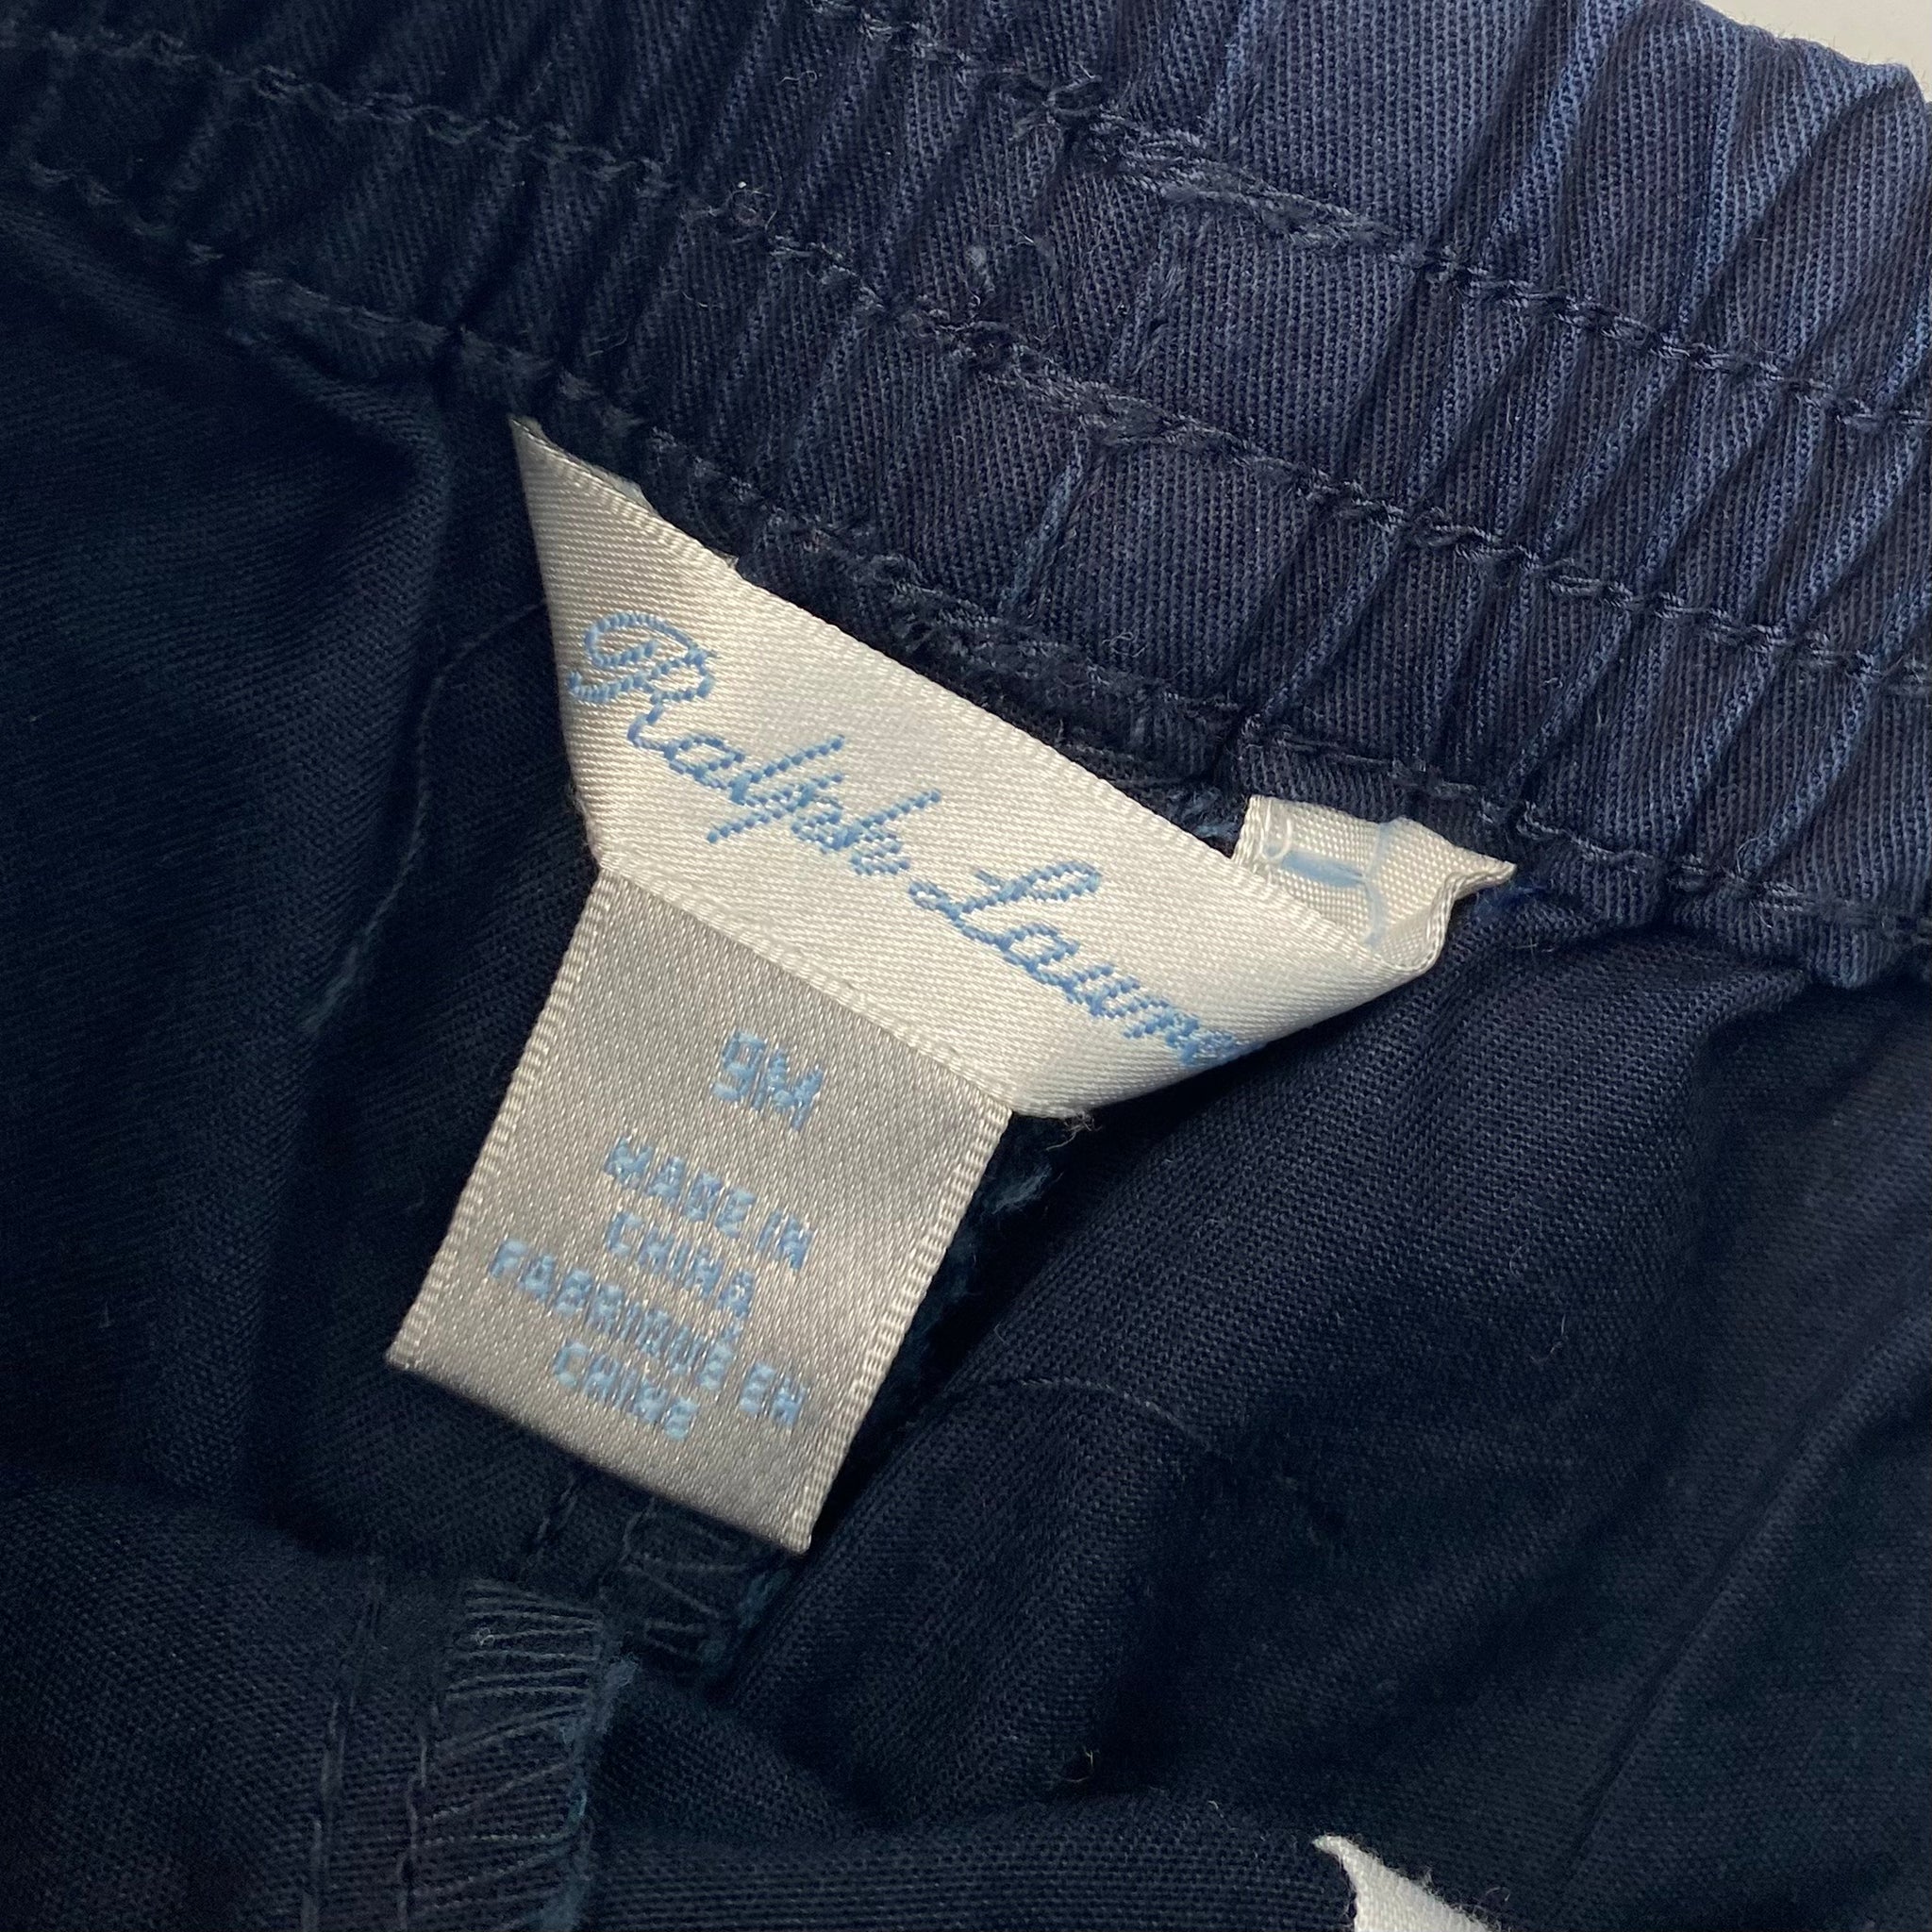 Ralph Lauren
9M
MADE IN
CHINA
FABRIQUÉ EN
CHINE